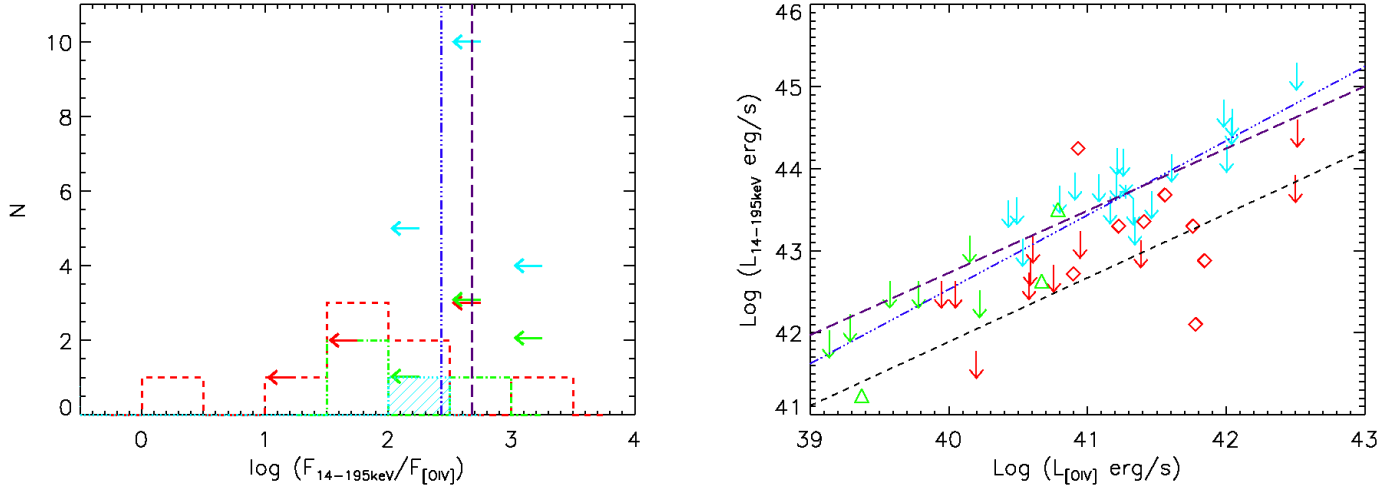 10
8
6
4
2
0
N
0 1 2 3 4
log (F14−195keV/F[OIV])
46
45
44
43
42
41
Log (L14−195keV erg/s)
39 40 41 42 43
Log (L[OIV] erg/s)